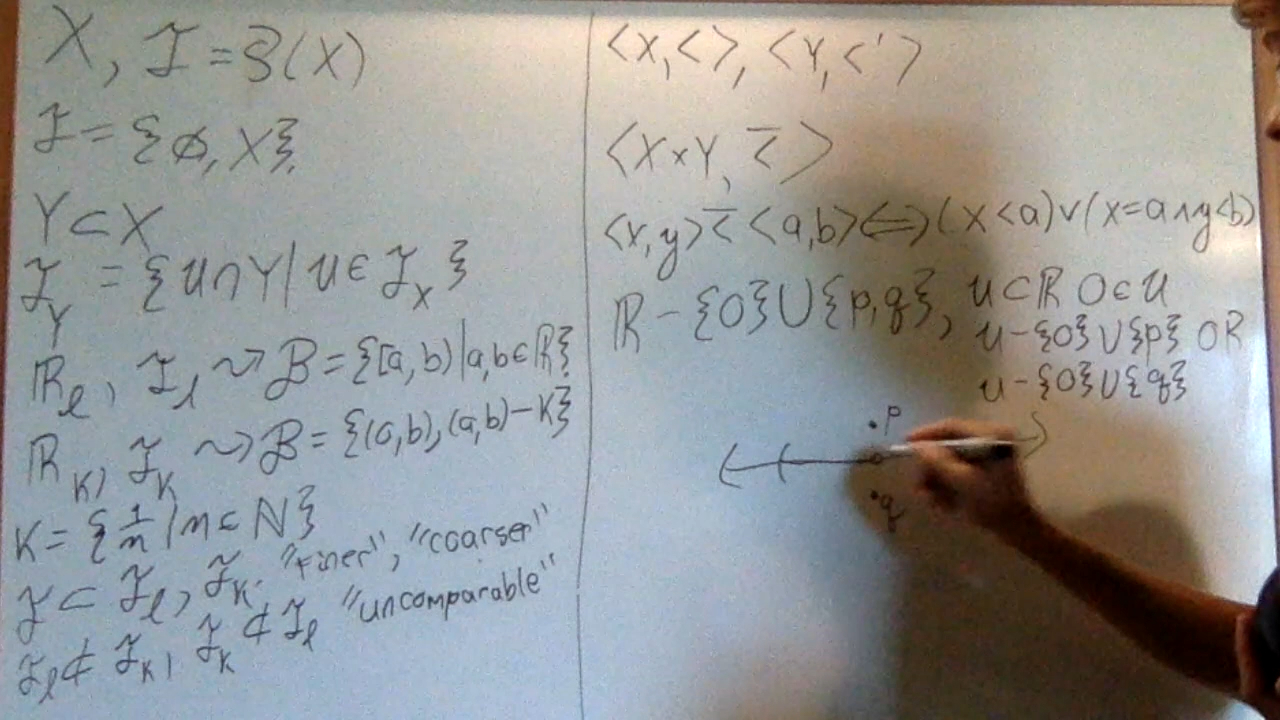 X, 𝒯 = 𝒫(X)
𝒯 = {∅, X},
Y ⊂ X
𝒯_Y = {U ∩ Y | U ∈ 𝒯_X}
ℝ_ℓ, 𝒯_ℓ ⤳ ℬ = {[a, b) | a, b ∈ ℝ}
ℝ_K, 𝒯_K ⤳ ℬ = {(a, b), (a, b) − K}
K = {1/n | n ∈ ℕ}
𝒯 ⊂ 𝒯_ℓ, 𝒯_K. "finer", "coarser"
𝒯_ℓ ⊄ 𝒯_K, 𝒯_K ⊄ 𝒯_ℓ "uncomparable"
<X, <>, <Y, <'>
<X × Y, ⪤>
<x, y> ⪤ <a, b> ⟺ (x < a) ∨ (x = a ∧ y < b)
ℝ − {0} ∪ {p, q}, U ⊂ ℝ 0 ∈ U
U − {0} ∪ {p} OR
U − {0} ∪ {q}
p
q